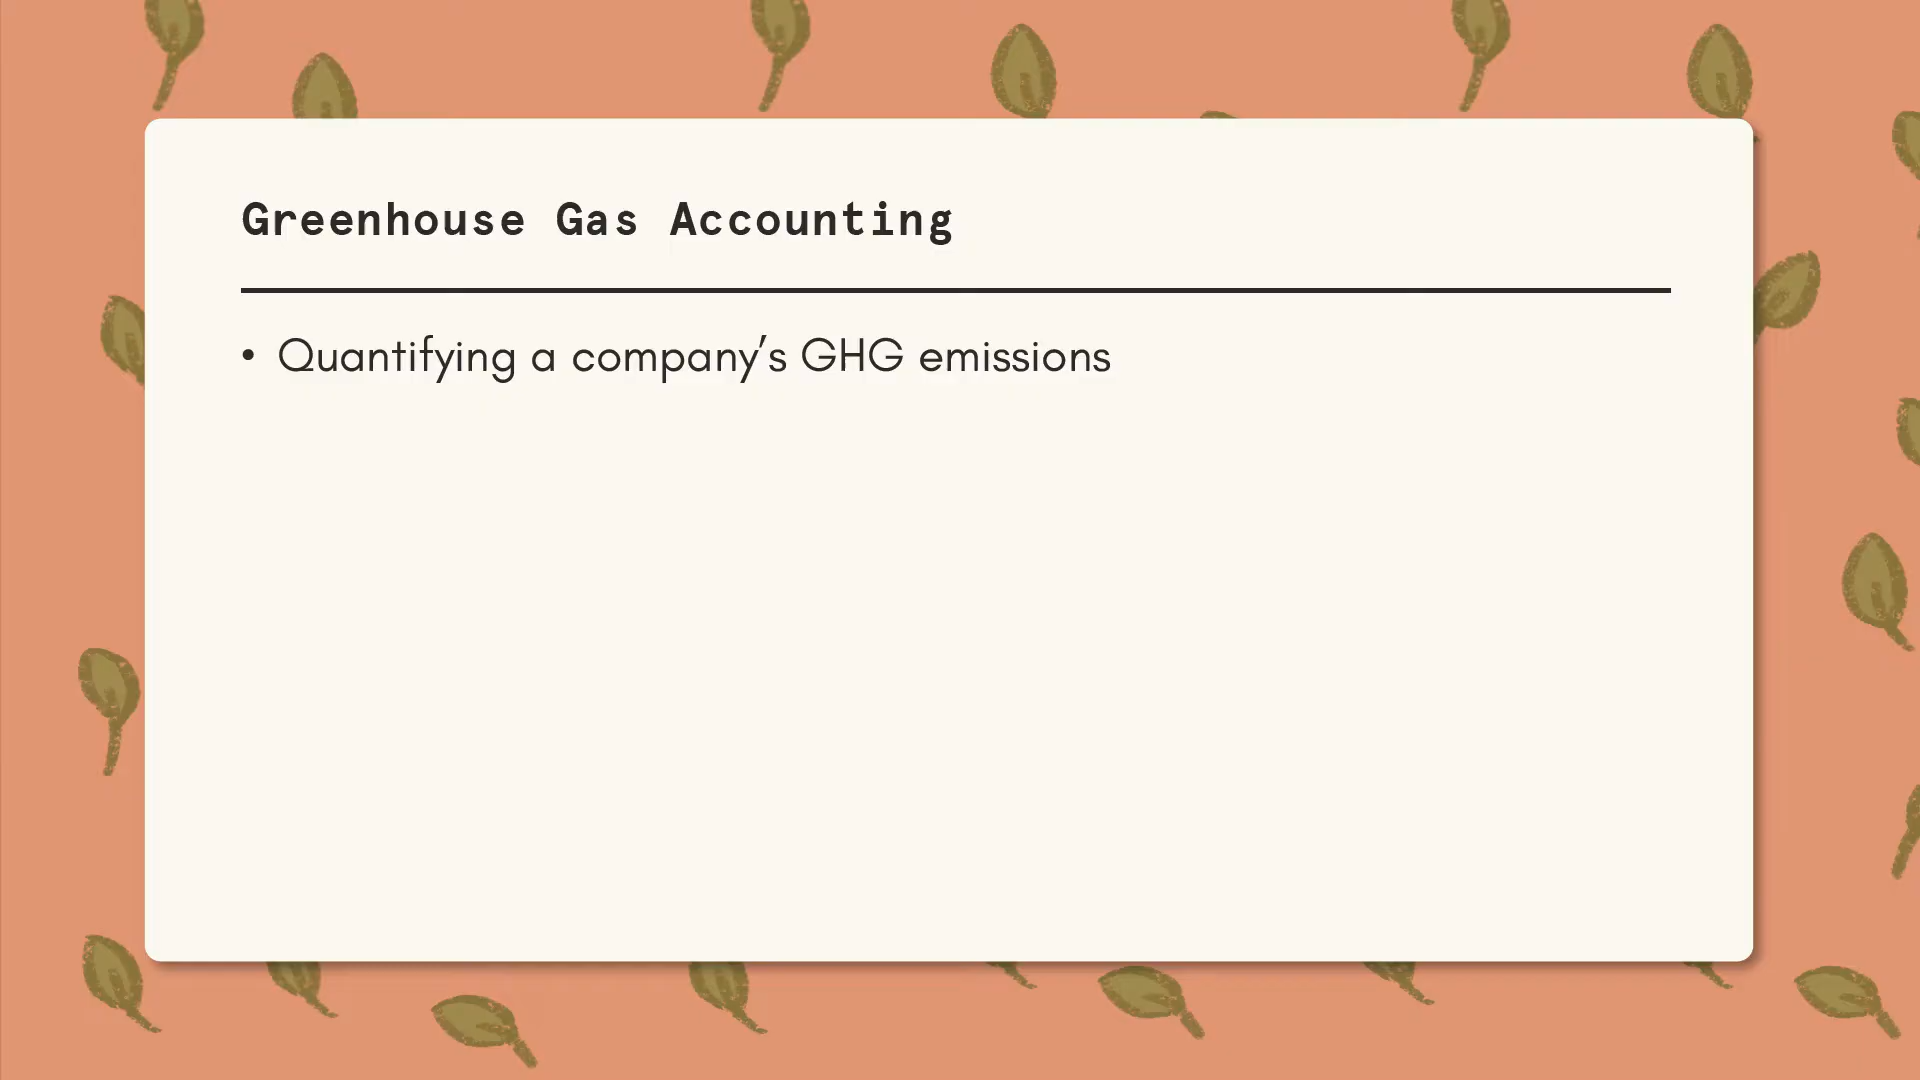 Greenhouse Gas Accounting
• Quantifying a company’s GHG emissions